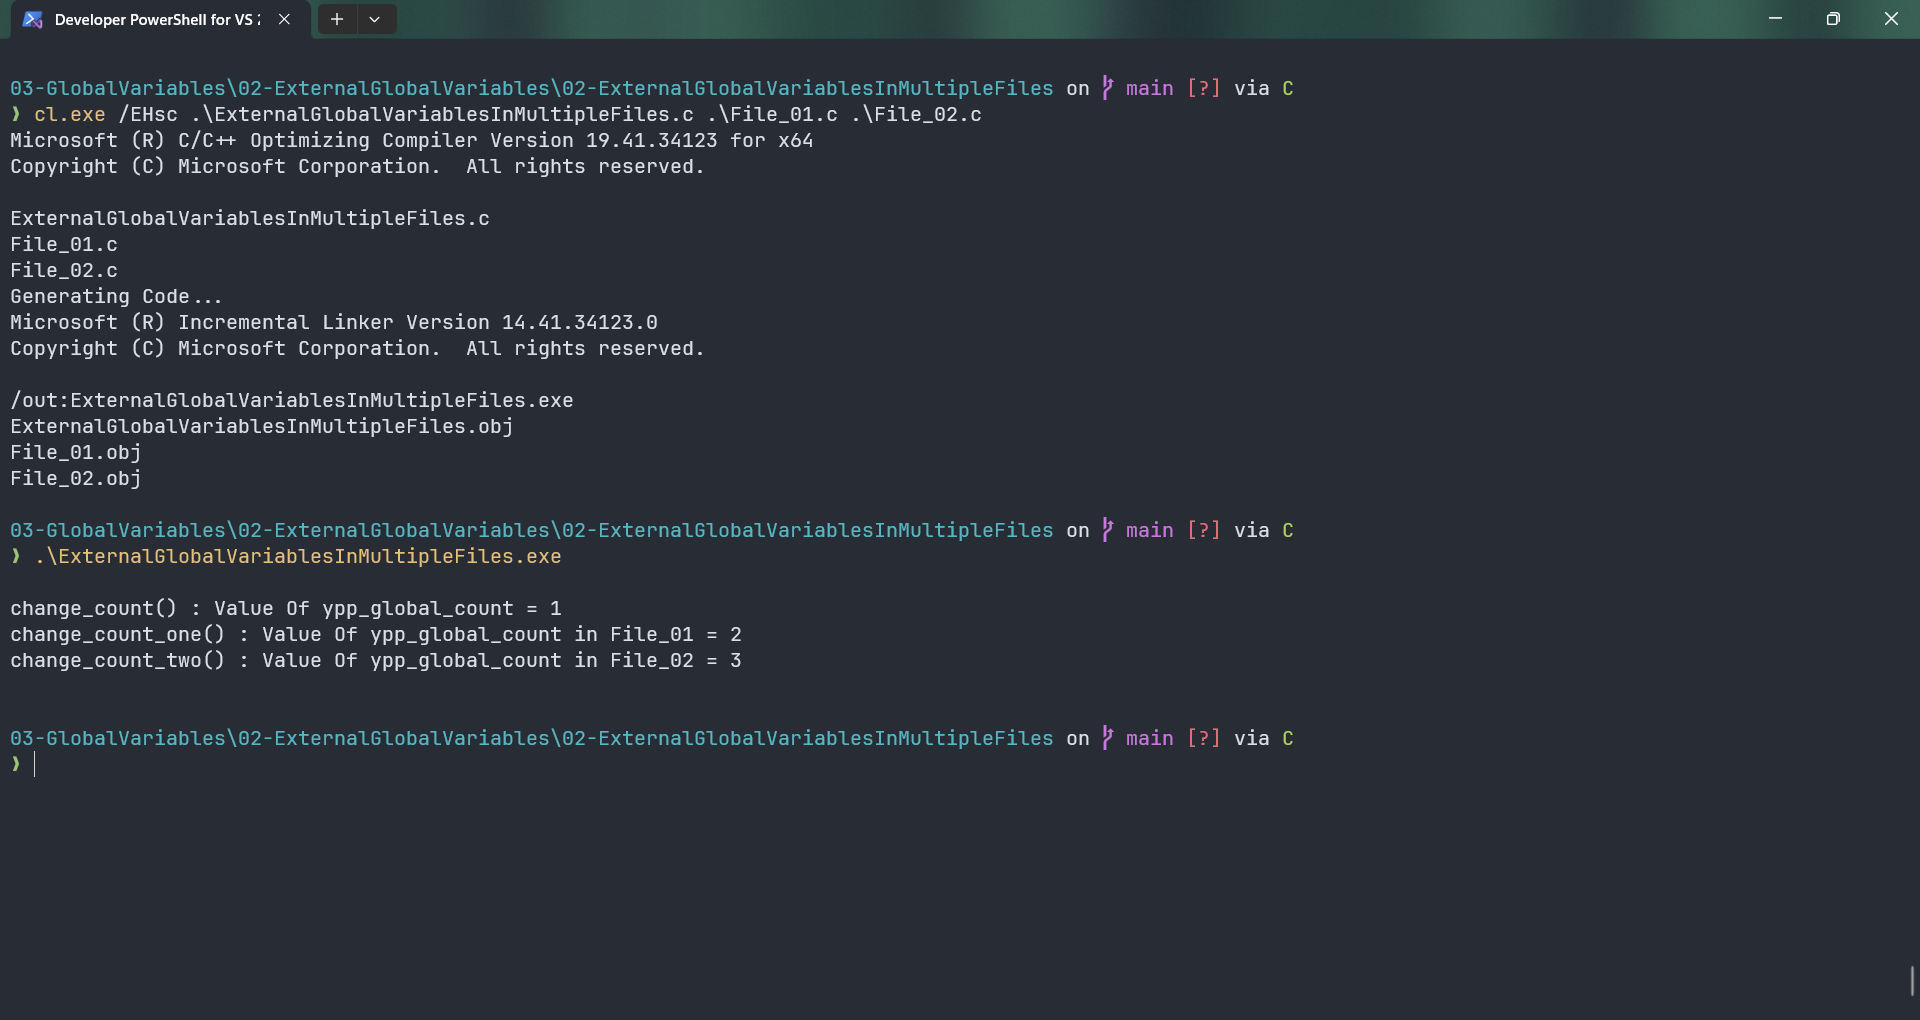 Developer PowerShell for VS 2
03-GlobalVariables\02-ExternalGlobalVariables\02-ExternalGlobalVariablesInMultipleFiles on main [?] via C
❯ cl.exe /EHsc .\ExternalGlobalVariablesInMultipleFiles.c .\File_01.c .\File_02.c
Microsoft (R) C/C++ Optimizing Compiler Version 19.41.34123 for x64
Copyright (C) Microsoft Corporation.  All rights reserved.
ExternalGlobalVariablesInMultipleFiles.c
File_01.c
File_02.c
Generating Code...
Microsoft (R) Incremental Linker Version 14.41.34123.0
Copyright (C) Microsoft Corporation.  All rights reserved.
/out:ExternalGlobalVariablesInMultipleFiles.exe
ExternalGlobalVariablesInMultipleFiles.obj
File_01.obj
File_02.obj
03-GlobalVariables\02-ExternalGlobalVariables\02-ExternalGlobalVariablesInMultipleFiles on main [?] via C
❯ .\ExternalGlobalVariablesInMultipleFiles.exe
change_count() : Value Of ypp_global_count = 1
change_count_one() : Value Of ypp_global_count in File_01 = 2
change_count_two() : Value Of ypp_global_count in File_02 = 3
03-GlobalVariables\02-ExternalGlobalVariables\02-ExternalGlobalVariablesInMultipleFiles on main [?] via C
❯